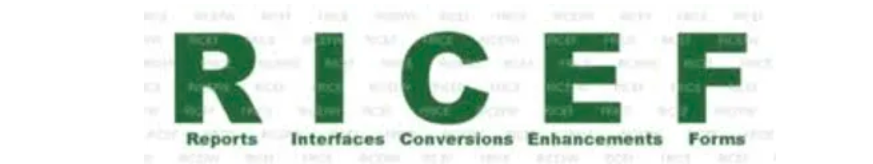 RICEF
Reports Interfaces Conversions Enhancements Forms